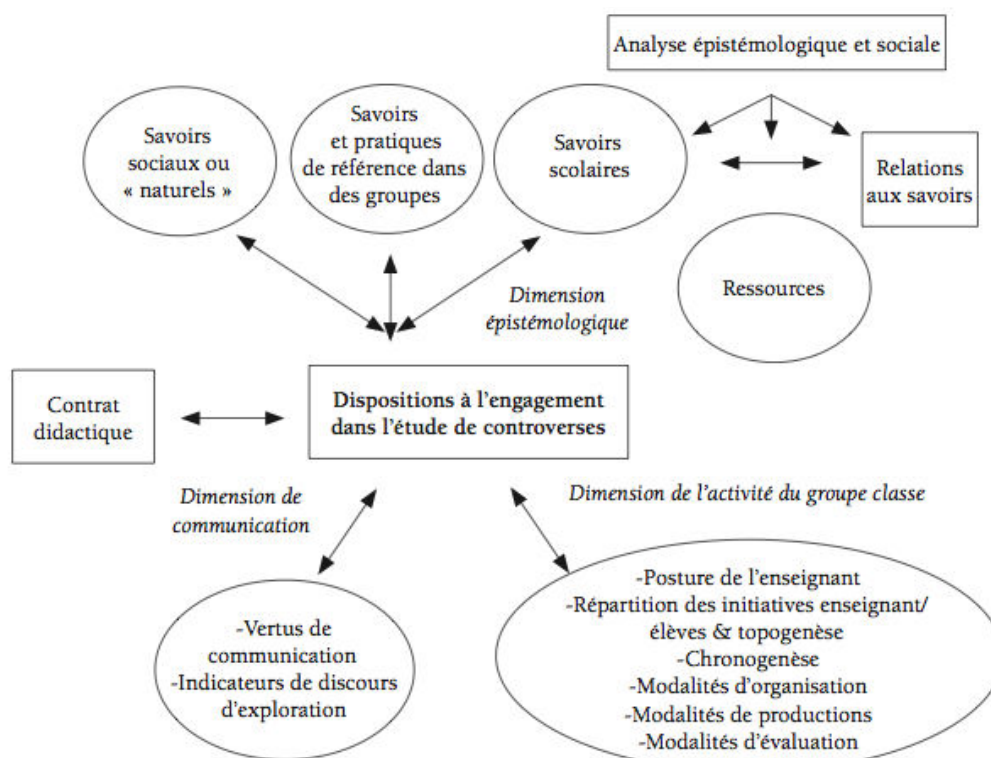 Analyse épistémologique et sociale
Savoirs
sociaux ou
« naturels »
Savoirs
et pratiques
de référence dans
des groupes
Savoirs
scolaires
Relations
aux savoirs
Ressources
Dimension
épistémologique
Contrat
didactique
Dispositions à l’engagement
dans l’étude de controverses
Dimension de
communication
Dimension de l’activité du groupe classe
-Vertus de
communication
-Indicateurs de discours
d’exploration
-Posture de l’enseignant
-Répartition des initiatives enseignant/
élèves & topogenèse
-Chronogenèse
-Modalités d’organisation
-Modalités de productions
-Modalités d’évaluation